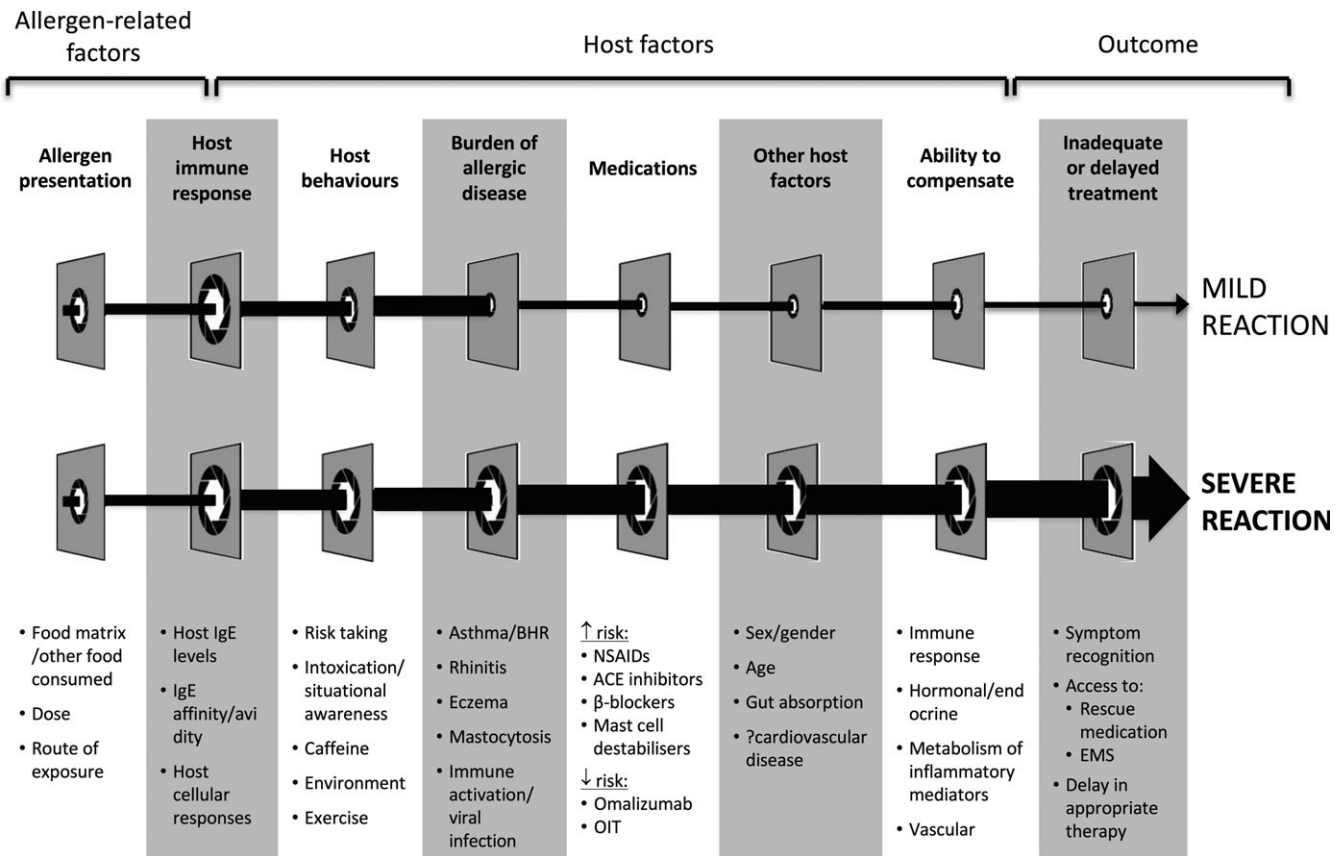 Allergen-related
factors
Host factors
Outcome
Allergen
presentation
Host
immune
response
Host
behaviours
Burden of
allergic
disease
Medications
Other host
factors
Ability to
compensate
Inadequate
or delayed
treatment
MILD
REACTION
SEVERE
REACTION
• Food matrix
/other food
consumed
• Dose
• Route of
exposure
• Host IgE
levels
• IgE
affinity/avi
dity
• Host
cellular
responses
• Risk taking
• Intoxication/
situational
awareness
• Caffeine
• Environment
• Exercise
• Asthma/BHR
• Rhinitis
• Eczema
• Mastocytosis
• Immune
activation/
viral
infection
↑ risk:
• NSAIDs
• ACE inhibitors
• β-blockers
• Mast cell
destabilisers
↓ risk:
• Omalizumab
• OIT
• Sex/gender
• Age
• Gut absorption
• ?cardiovascular
disease
• Immune
response
• Hormonal/end
ocrine
• Metabolism of
inflammatory
mediators
• Vascular
• Symptom
recognition
• Access to:
• Rescue
medication
• EMS
• Delay in
appropriate
therapy